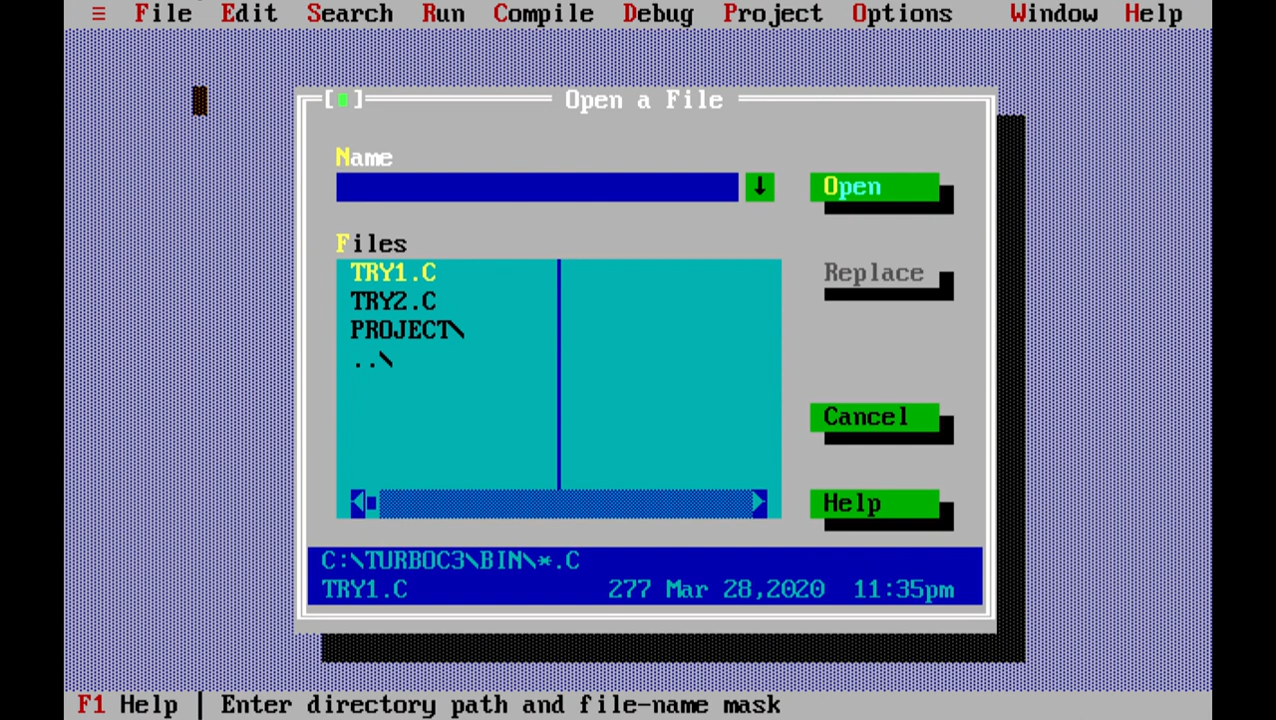 ≡ File Edit Search Run Compile Debug Project Options Window Help
[■] Open a File
Name
↓ Open
Files
TRY1.C
Replace
TRY2.C
PROJECT\
..\
Cancel
Help
C:\TURBOC3\BIN\*.C
TRY1.C 277 Mar 28,2020 11:35pm
F1 Help │ Enter directory path and file-name mask